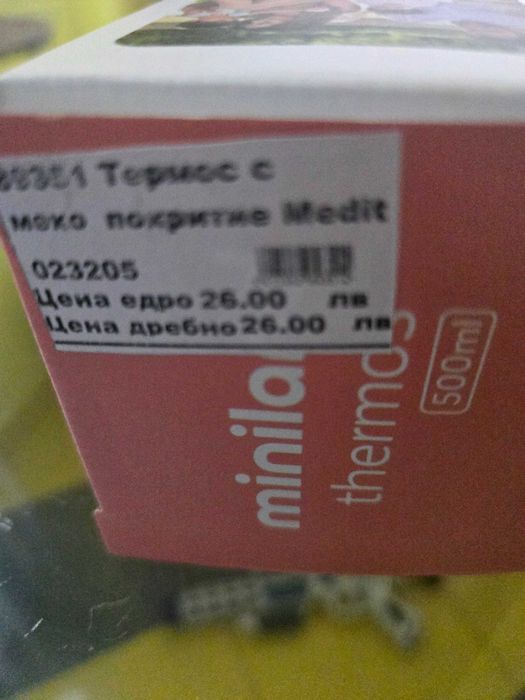 Термос с
меко покритие Medit
023205
Цена едро 26.00 лв
Цена дребно 26.00 лв
minila
thermos
500ml